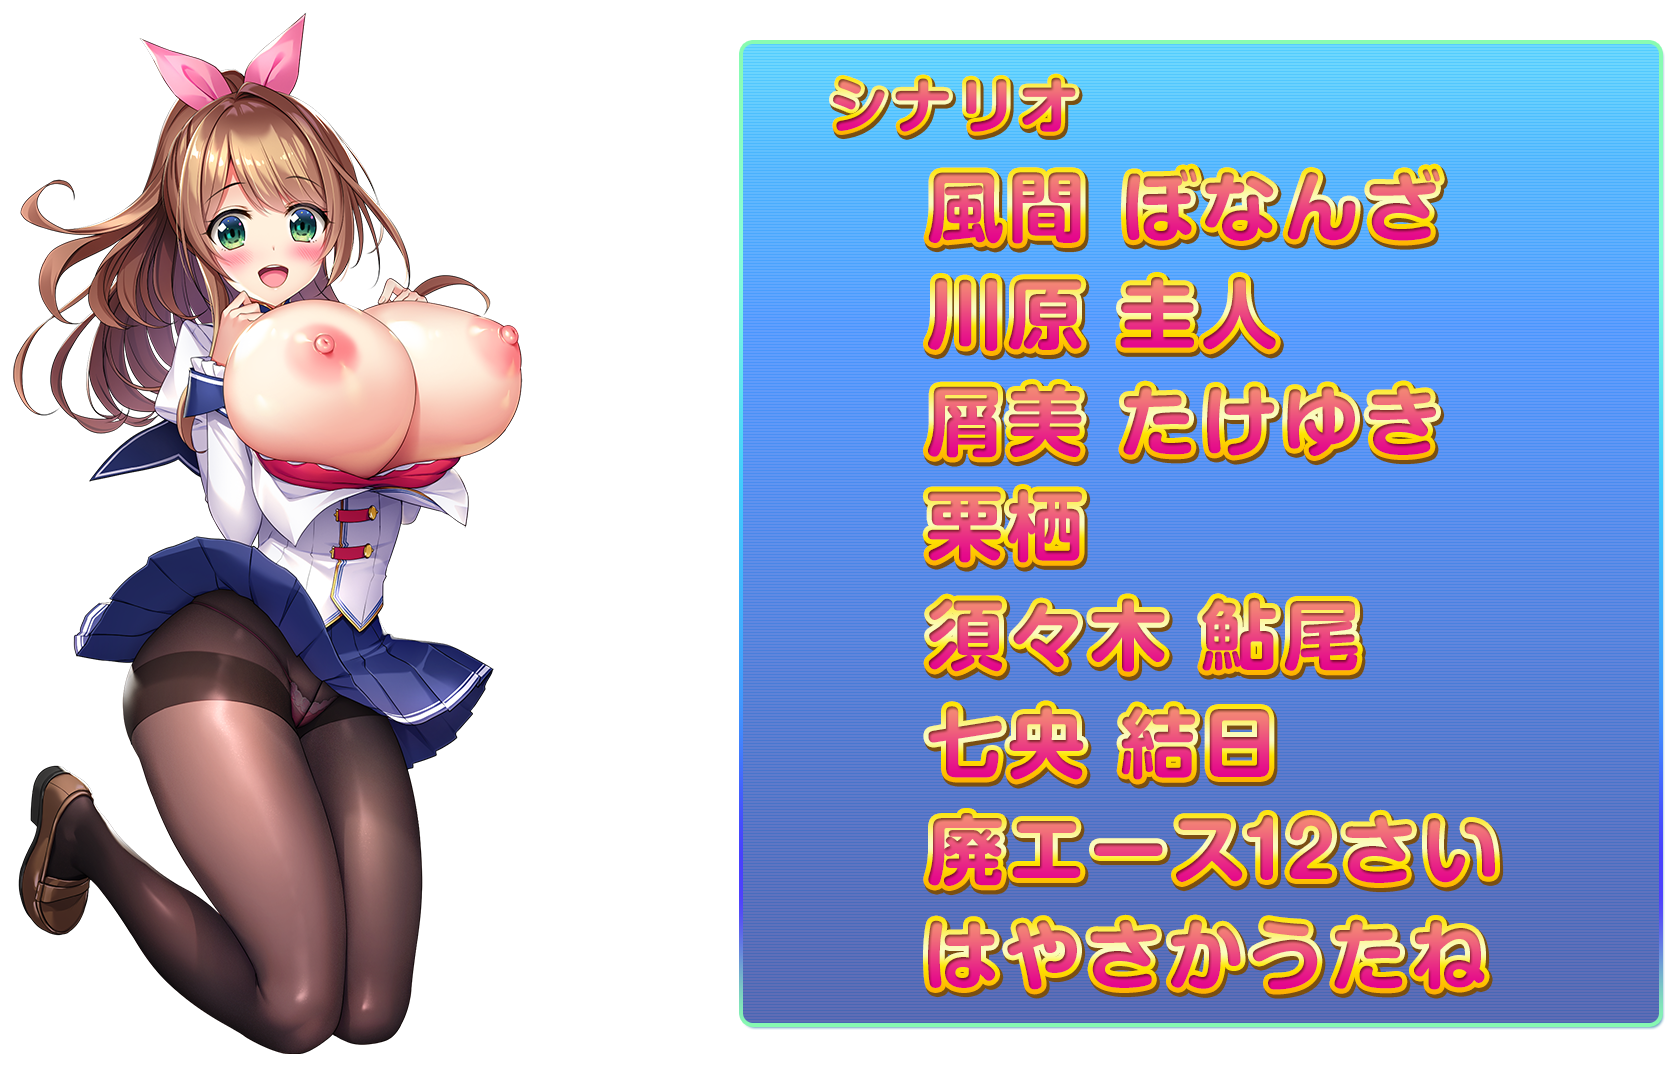 シナリオ
風間 ぼなんざ
川原 圭人
屑美 たけゆき
栗栖
須々木 鮎尾
七央 結日
廃エース12さい
はやさかうたね